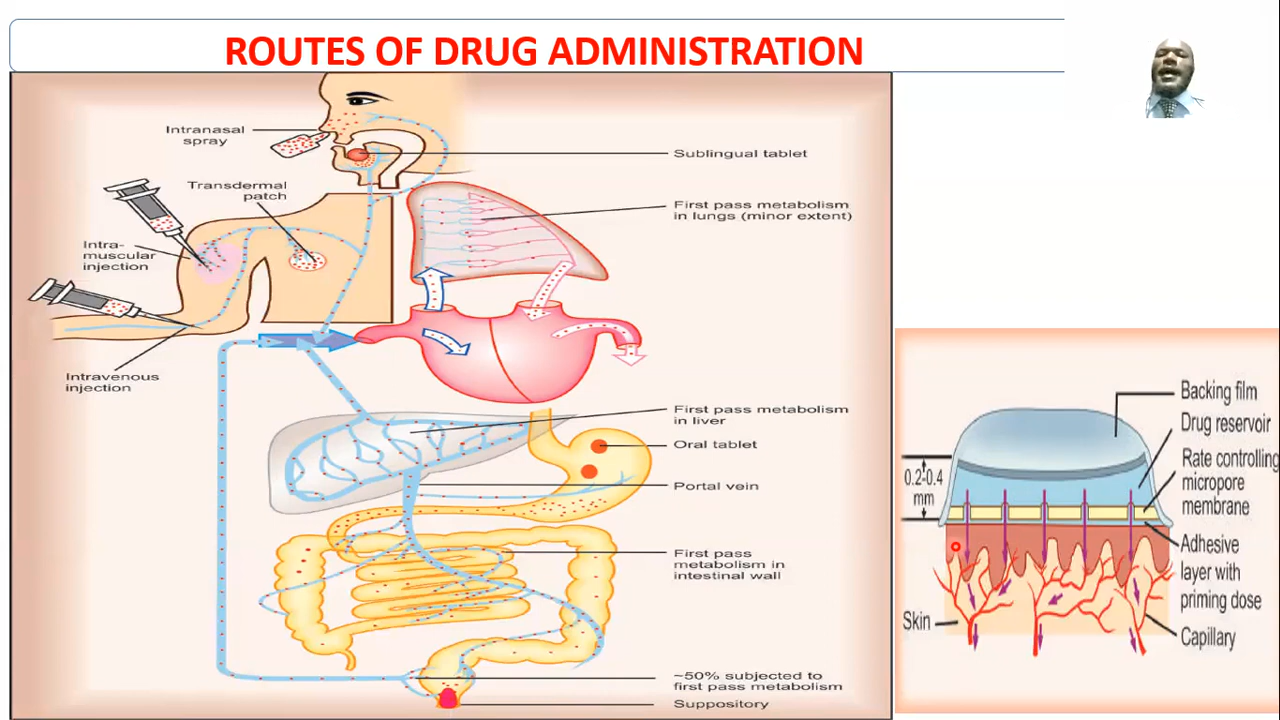 ROUTES OF DRUG ADMINISTRATION
Intranasal
spray
Sublingual tablet
Transdermal
patch
First pass metabolism
in lungs (minor extent)
Intra-
muscular
injection
Intravenous
injection
First pass metabolism
in liver
Oral tablet
Portal vein
First pass
metabolism in
intestinal wall
~50% subjected to
first pass metabolism
Suppository
Backing film
Drug reservoir
Rate controlling
micropore
membrane
0.2-0.4
mm
Adhesive
layer with
priming dose
Skin
Capillary